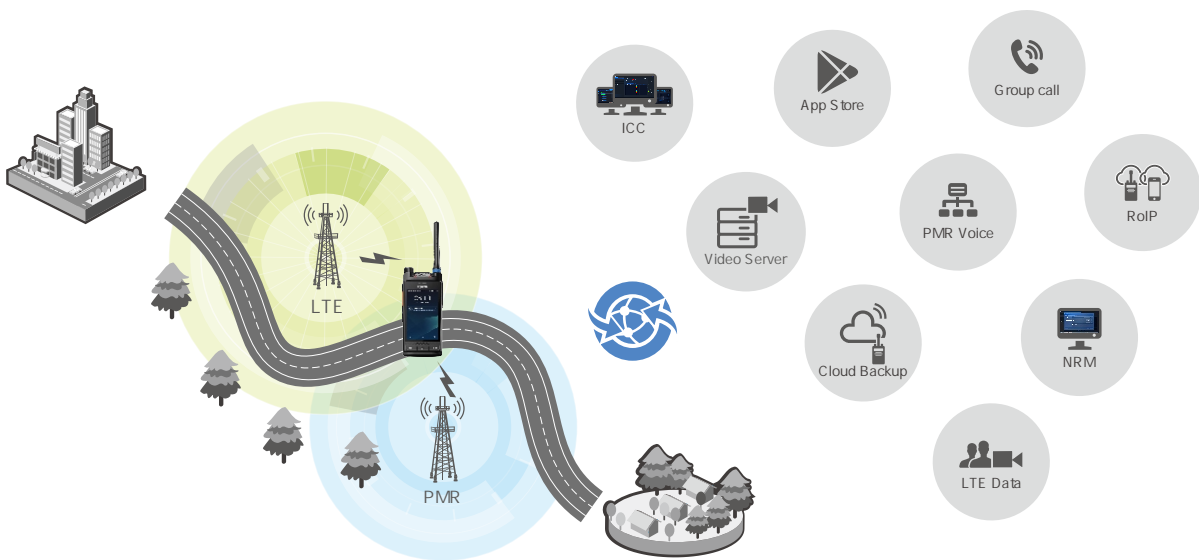 Group call
App Store
ICC
RoIP
PMR Voice
Video Server
LTE
Cloud Backup
NRM
LTE Data
PMR